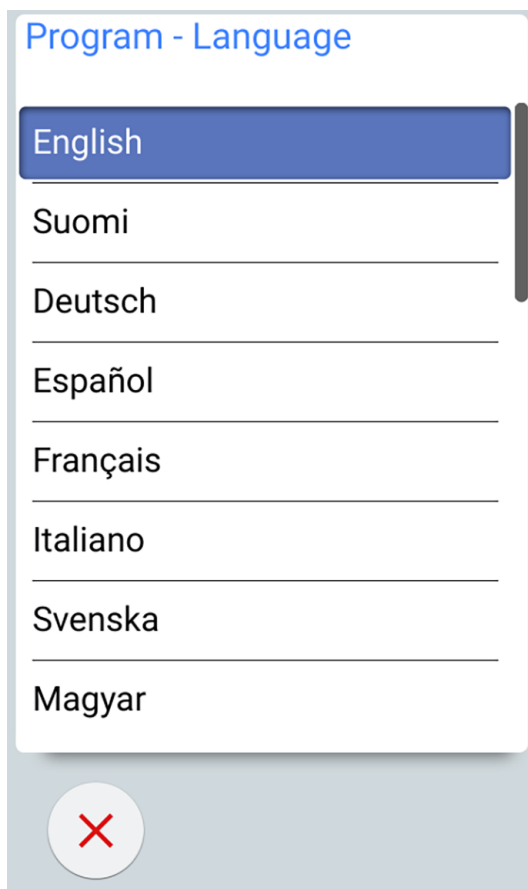 Program - Language
English
Suomi
Deutsch
Español
Français
Italiano
Svenska
Magyar